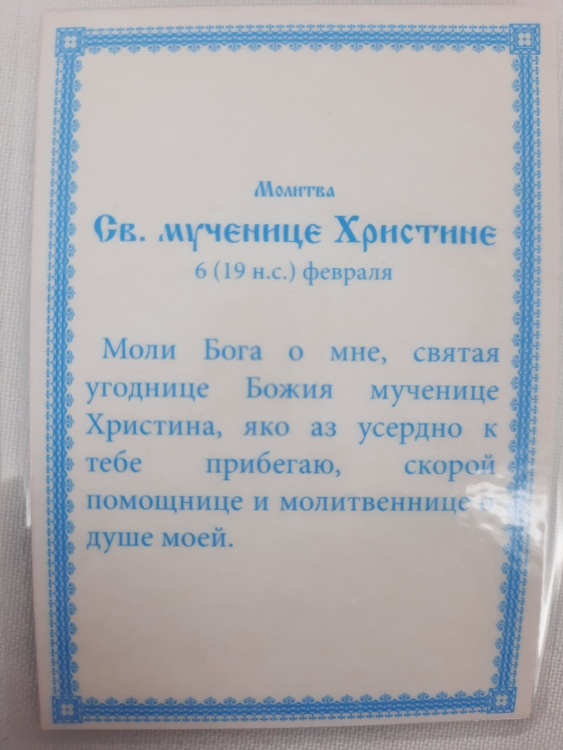 Молитва
Св. мученице Христине
6 (19 н.с.) февраля
Моли Бога о мне, святая
угоднице Божия мученице
Христина, яко аз усердно к
тебе прибегаю, скорой
помощнице и молитвеннице о
душе моей.